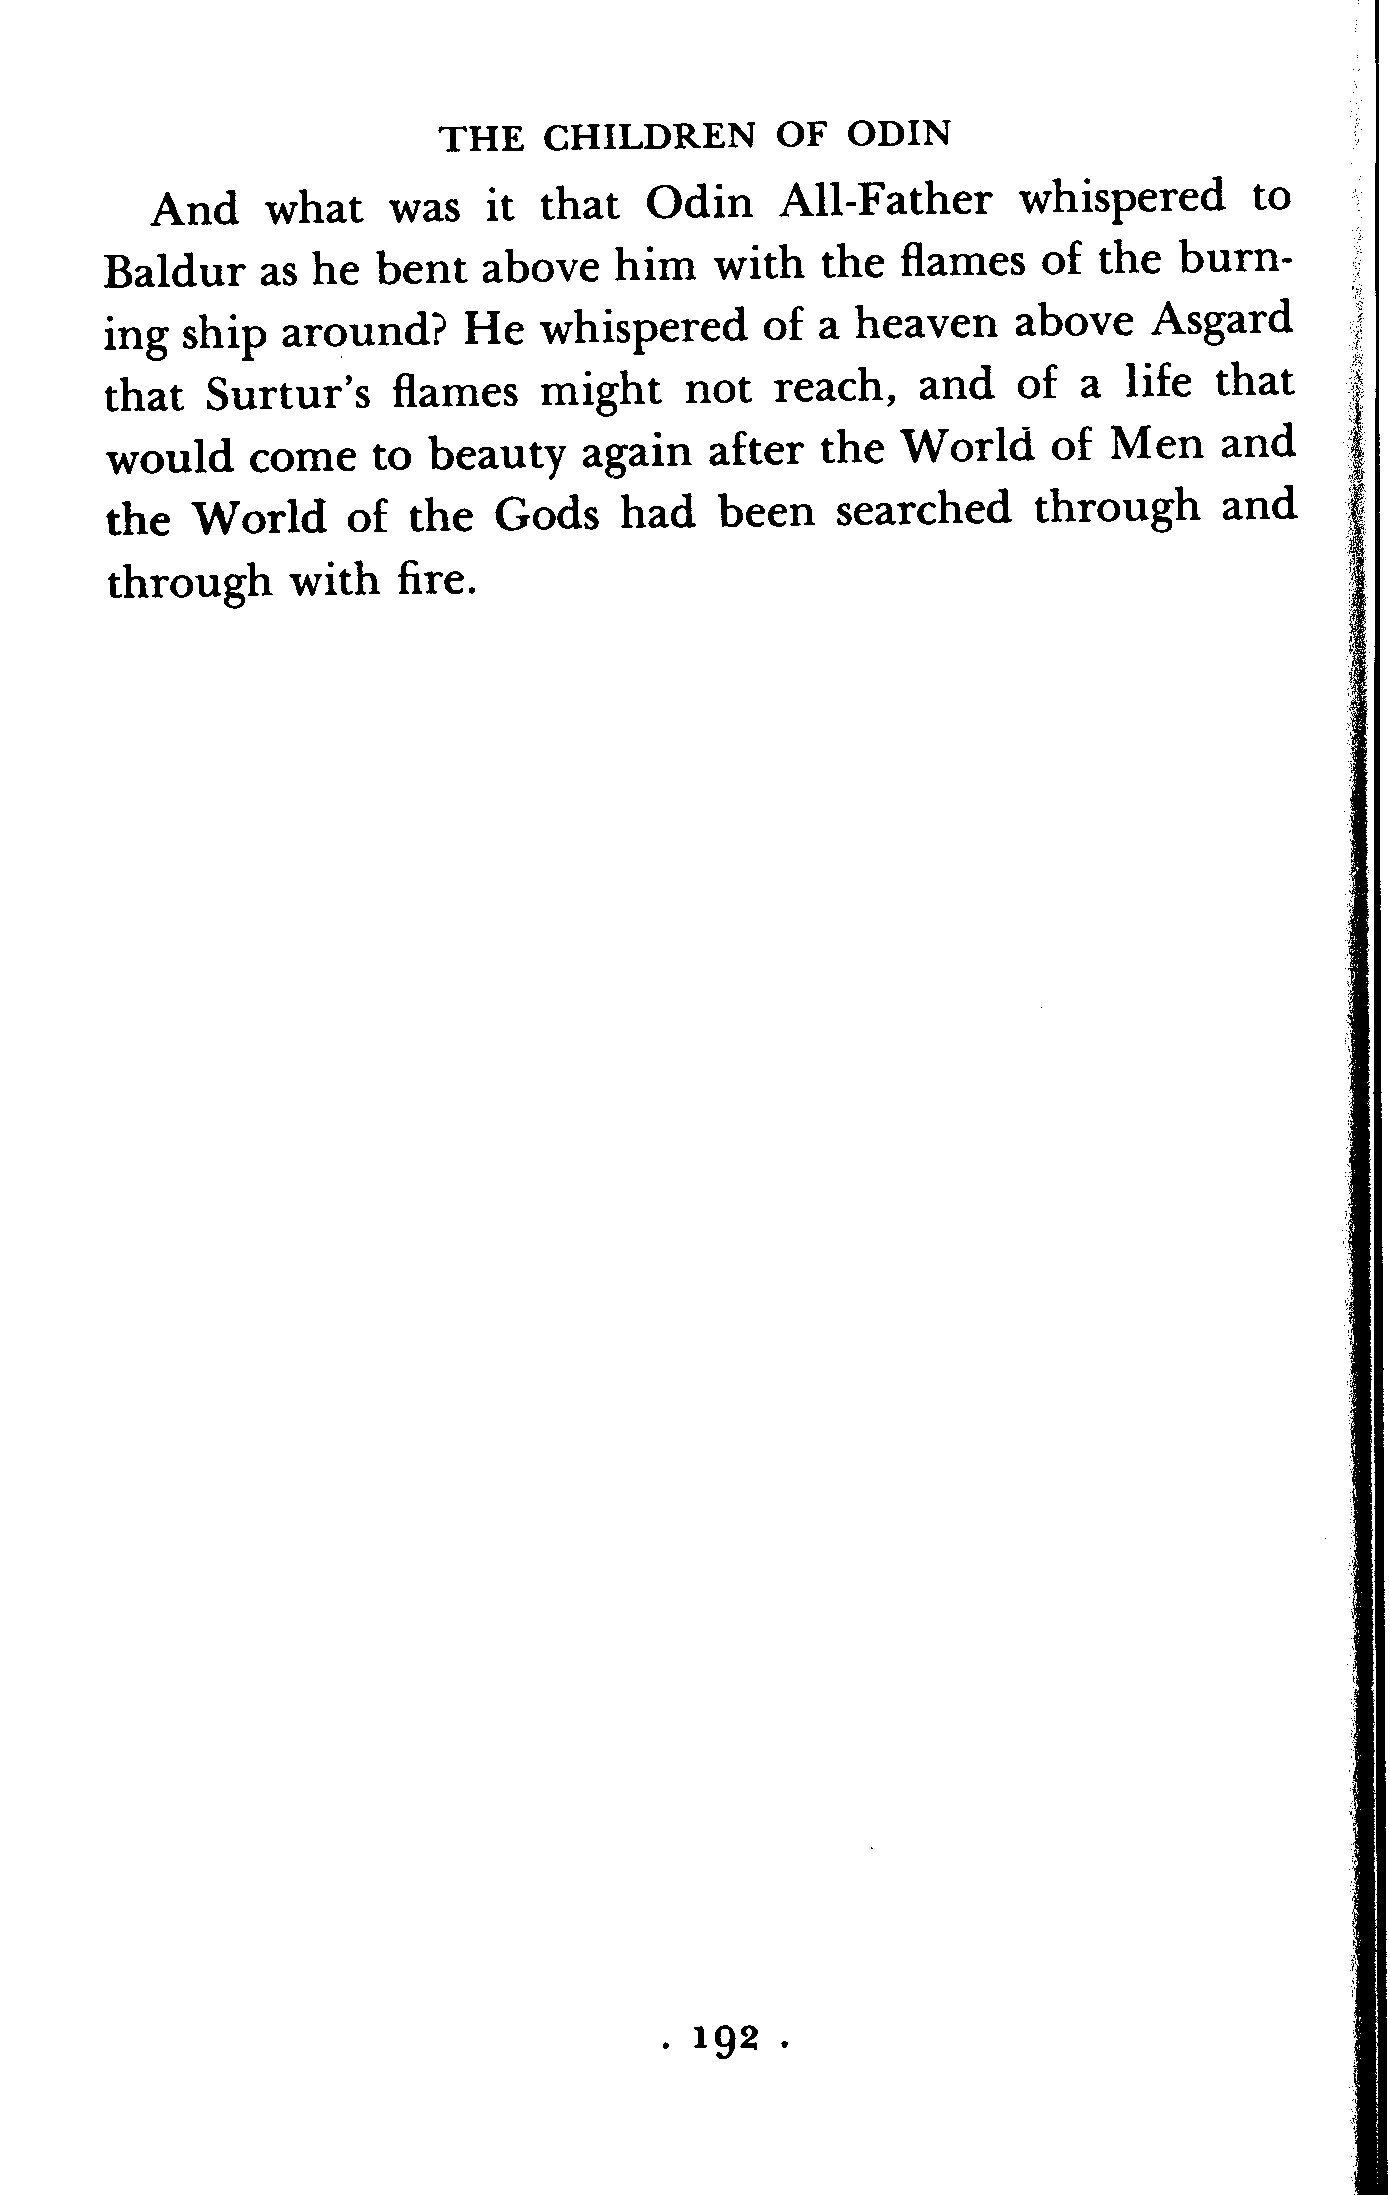 THE CHILDREN OF ODIN
And what was it that Odin All-Father whispered to
Baldur as he bent above him with the flames of the burn-
ing ship around? He whispered of a heaven above Asgard
that Surtur's flames might not reach, and of a life that
would come to beauty again after the World of Men and
the World of the Gods had been searched through and
through with fire.
. 192 .